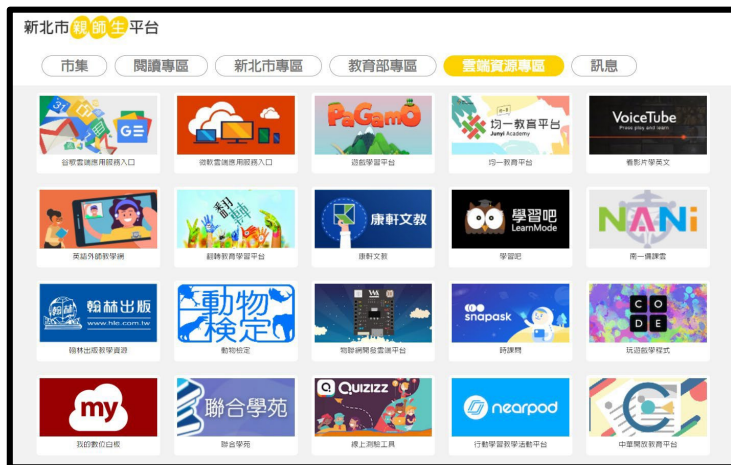 新北市親師生平台
市集
閱讀專區
新北市專區
教育部專區
雲端資源專區
訊息
31
GE
谷歌雲端應用服務入口
微軟雲端應用服務入口
PaGamO
遊戲學習平台
均一教育平台
Junyi Academy
均一教育平台
VoiceTube
Press play and learn
看影片學英文
英語外師教學網
翻轉
翻轉教育學習平台
康軒文教
康軒文教
學習吧
LearnMode
學習吧
NANi
南一備課雲
翰林
翰林出版
www.hle.com.tw
翰林出版教學資源
動物檢定
動物檢定
物聯網開發雲端平台
snapask
時課問
CODE
玩遊戲學程式
my
我的數位白板
聯合學苑
聯合學苑
Quizizz
線上測驗工具
nearpod
行動學習教學活動平台
中華開放教育平台